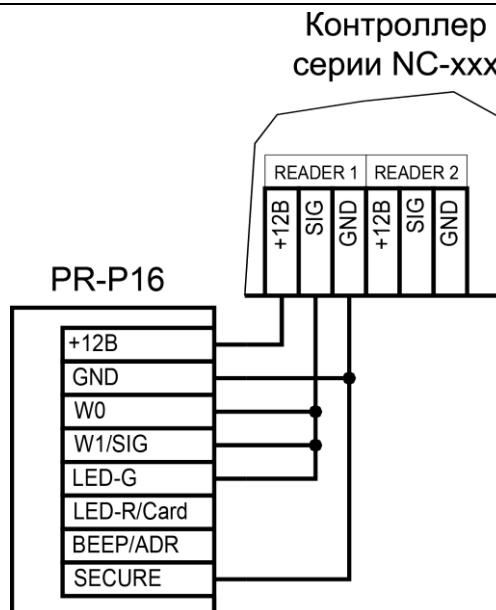 Контроллер
серии NC-xxx
READER 1 READER 2
+12В SIG GND +12В SIG GND
PR-P16
+12В
GND
W0
W1/SIG
LED-G
LED-R/Card
BEEP/ADR
SECURE